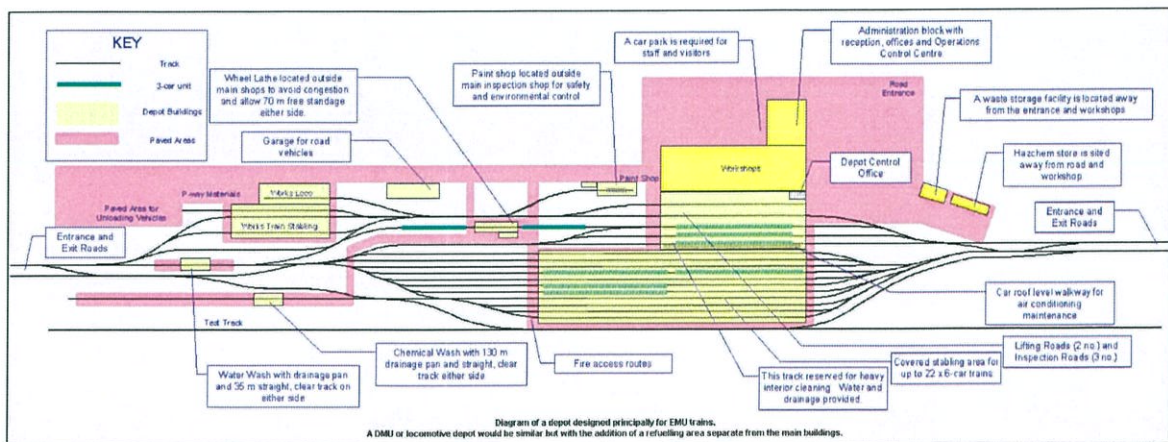 KEY
Track
3-car unit
Depot Buildings
Paved Areas
Wheel Lathe located outside
main shops to avoid congestion
and allow 70 m free standage
either side.
Garage for road
vehicles
Paint shop located outside
main inspection shop for safety
and environmental control
A car park is required for
staff and visitors
Administration block with
reception, offices and Operations
Control Centre
Road
Entrance
A waste storage facility is located away
from the entrance and workshops
Hazchem store is sited
away from road and
workshop
Workshops
Depot Control
Office
Paint Shop
P-way Materials
Works Loco
Paved Area for
Unloading Vehicles
Works Train Stabling
Entrance and
Exit Roads
Entrance and
Exit Roads
Test Track
Water Wash with drainage pan
and 35 m straight, clear track on
either side
Chemical Wash with 130 m
drainage pan and straight, clear
track either side
Fire access routes
This track reserved for heavy
interior cleaning. Water and
drainage provided.
Covered stabling area for
up to 22 x 6-car trains
Lifting Roads (2 no.) and
Inspection Roads (3 no.)
Car roof level walkway for
air conditioning
maintenance
Diagram of a depot designed principally for EMU trains.
A DMU or locomotive depot would be similar but with the addition of a refuelling area separate from the main buildings.